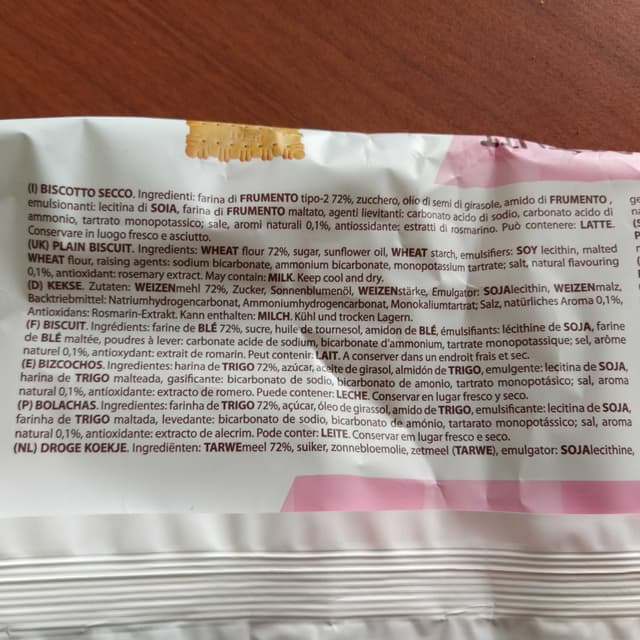 (I) BISCOTTO SECCO. Ingredienti: farina di FRUMENTO tipo-2 72%, zucchero, olio di semi di girasole, amido di FRUMENTO,
emulsionanti: lecitina di SOIA, farina di FRUMENTO maltato, agenti lievitanti: carbonato acido di sodio, carbonato acido di
ammonio, tartrato monopotassico; sale, aromi naturali 0,1%, antiossidante: estratti di rosmarino. Può contenere: LATTE.
Conservare in luogo fresco e asciutto.
(UK) PLAIN BISCUIT. Ingredients: WHEAT flour 72%, sugar, sunflower oil, WHEAT starch, emulsifiers: SOY lecithin, malted
WHEAT flour, raising agents: sodium bicarbonate, ammonium bicarbonate, monopotassium tartrate; salt, natural flavouring
0,1%, antioxidant: rosemary extract. May contain: MILK. Keep cool and dry.
(D) KEKSE. Zutaten: WEIZENmehl 72%, Zucker, Sonnenblumenöl, WEIZENstärke, Emulgator: SOJAlecithin, WEIZENmalz,
Backtriebmittel: Natriumhydrogencarbonat, Ammoniumhydrogencarbonat, Monokaliumtartrat; Salz, natürliches Aroma 0,1%,
Antioxidans: Rosmarin-Extrakt. Kann enthalten: MILCH. Kühl und trocken Lagern.
(F) BISCUIT. Ingrédients: farine de BLÉ 72%, sucre, huile de tournesol, amidon de BLÉ, émulsifiants: lécithine de SOJA, farine
de BLÉ maltée, poudres à lever: carbonate acide de sodium, bicarbonate d'ammonium, tartrate monopotassique; sel, arôme
naturel 0,1%, antioxydant: extrait de romarin. Peut contenir: LAIT. A conserver dans un endroit frais et sec.
(E) BIZCOCHOS. Ingredientes: harina de TRIGO 72%, azúcar, aceite de girasol, almidón de TRIGO, emulgente: lecitina de SOJA,
harina de TRIGO malteada, gasificante: bicarbonato de sodio, bicarbonato de amonio, tartrato monopotásico; sal, aroma
natural 0,1%, antioxidante: extracto de romero. Puede contener: LECHE. Conservar en lugar fresco y seco.
(P) BOLACHAS. Ingredientes: farinha de TRIGO 72%, açúcar, óleo de girassol, amido de TRIGO, emulsificante: lecitina de SOJA,
farinha de TRIGO maltada, levedante: bicarbonato de sódio, bicarbonato de amónio, tartarato monopotássico; sal, aroma
natural 0,1%, antioxidante: extracto de alecrim. Pode conter: LEITE. Conservar em lugar fresco e seco.
(NL) DROGE KOEKJE. Ingrediënten: TARWEmeel 72%, suiker, zonnebloemolie, zetmeel (TARWE), emulgator: SOJAlecithine,